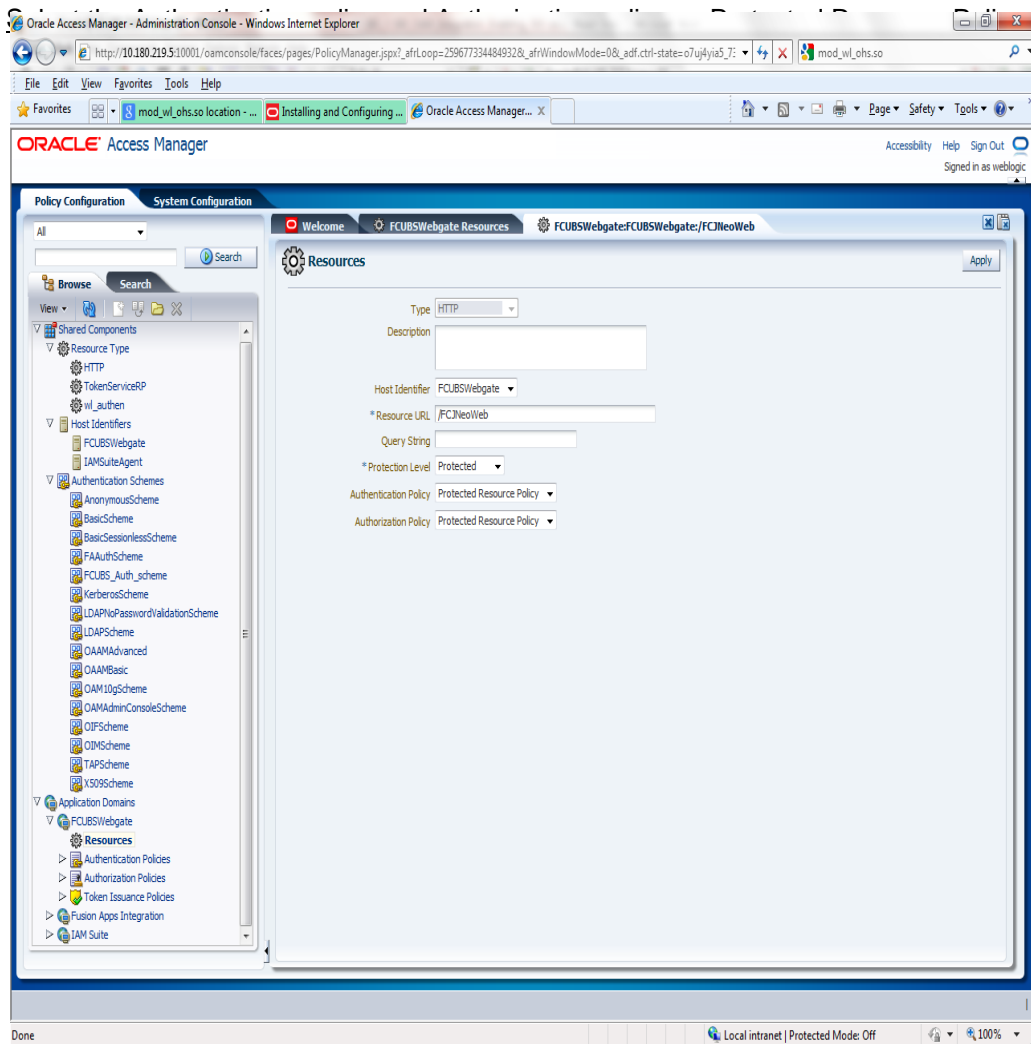 Oracle Access Manager - Administration Console - Windows Internet Explorer
http://10.180.219.5:10001/oamconsole/faces/pages/PolicyManager.jspx?_afrLoop=259677334484932&_afrWindowMode=0&_adf.ctrl-state=o7uj4yia5_73
mod_wl_ohs.so
File Edit View Favorites Tools Help
Favorites
mod_wl_ohs.so location - ...
Installing and Configuring ...
Oracle Access Manager... X
Page Safety Tools
ORACLE Access Manager
Accessibility Help Sign Out
Signed in as weblogic
Policy Configuration System Configuration
All
Search
Browse Search
View
Shared Components
Resource Type
HTTP
TokenServiceRP
wl_authen
Host Identifiers
FCUBSWebgate
IAMSuiteAgent
Authentication Schemes
AnonymousScheme
BasicScheme
BasicSessionlessScheme
FAAuthScheme
FCUBS_Auth_scheme
KerberosScheme
LDAPNoPasswordValidationScheme
LDAPScheme
OAAMAdvanced
OAAMBasic
OAM10gScheme
OAMAdminConsoleScheme
OIFScheme
OIMScheme
TAPScheme
X509Scheme
Application Domains
FCUBSWebgate
Resources
Authentication Policies
Authorization Policies
Token Issuance Policies
Fusion Apps Integration
IAM Suite
Welcome
FCUBSWebgate Resources
FCUBSWebgate:FCUBSWebgate:/FCJNeoWeb
Resources
Apply
Type HTTP
Description
Host Identifier FCUBSWebgate
* Resource URL /FCJNeoWeb
Query String
* Protection Level Protected
Authentication Policy Protected Resource Policy
Authorization Policy Protected Resource Policy
Done
Local intranet | Protected Mode: Off
100%